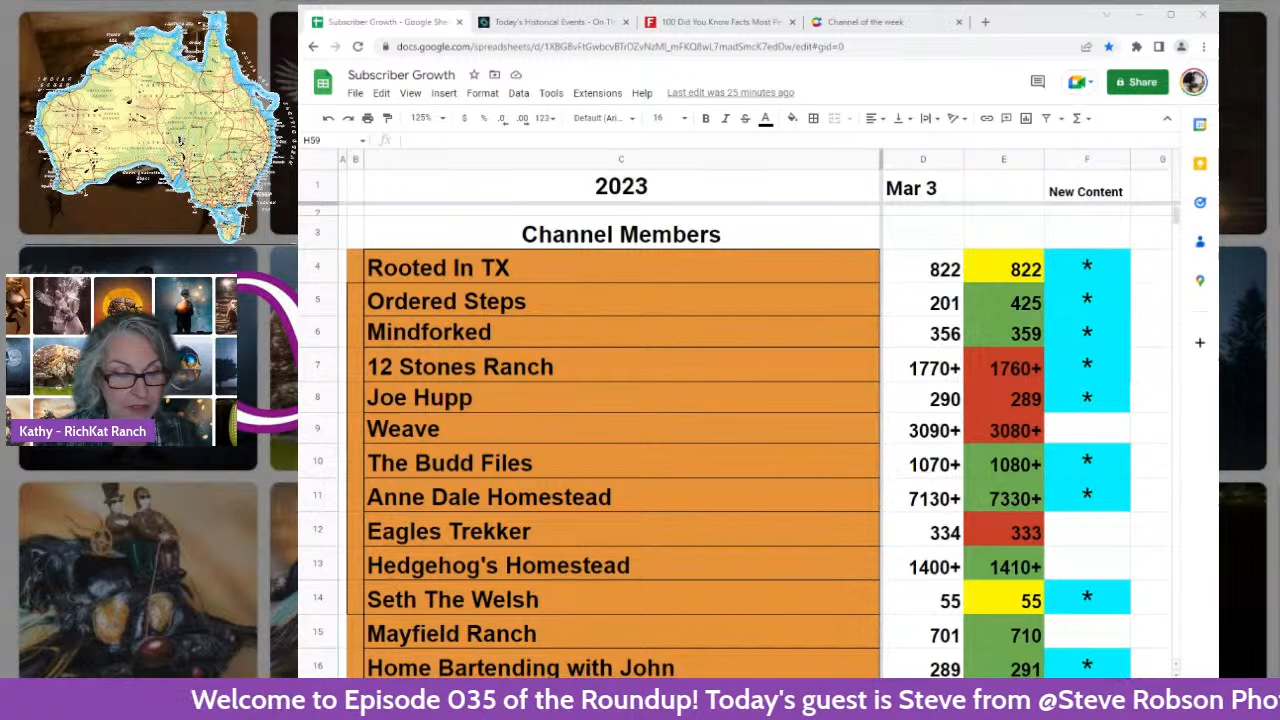 Subscriber Growth - Google She
Today's Historical Events - On Th
100 Did You Know Facts Most Pe
Channel of the week
Subscriber Growth
File Edit View Insert Format Data Tools Extensions Help Last edit was 25 minutes ago
Share
125% $ % .0 .00 123 Default (Ari... 16 B I S A
H59
A B C D E F G
1 2023 Mar 3 New Content
2
3 Channel Members
4 Rooted In TX 822 822 *
5 Ordered Steps 201 425 *
6 Mindforked 356 359 *
7 12 Stones Ranch 1770+ 1760+ *
8 Joe Hupp 290 289 *
9 Weave 3090+ 3080+
10 The Budd Files 1070+ 1080+ *
11 Anne Dale Homestead 7130+ 7330+ *
12 Eagles Trekker 334 333
13 Hedgehog's Homestead 1400+ 1410+
14 Seth The Welsh 55 55 *
15 Mayfield Ranch 701 710
16 Home Bartending with John 289 291 *
Kathy - RichKat Ranch
Welcome to Episode 035 of the Roundup! Today's guest is Steve from @Steve Robson Pho